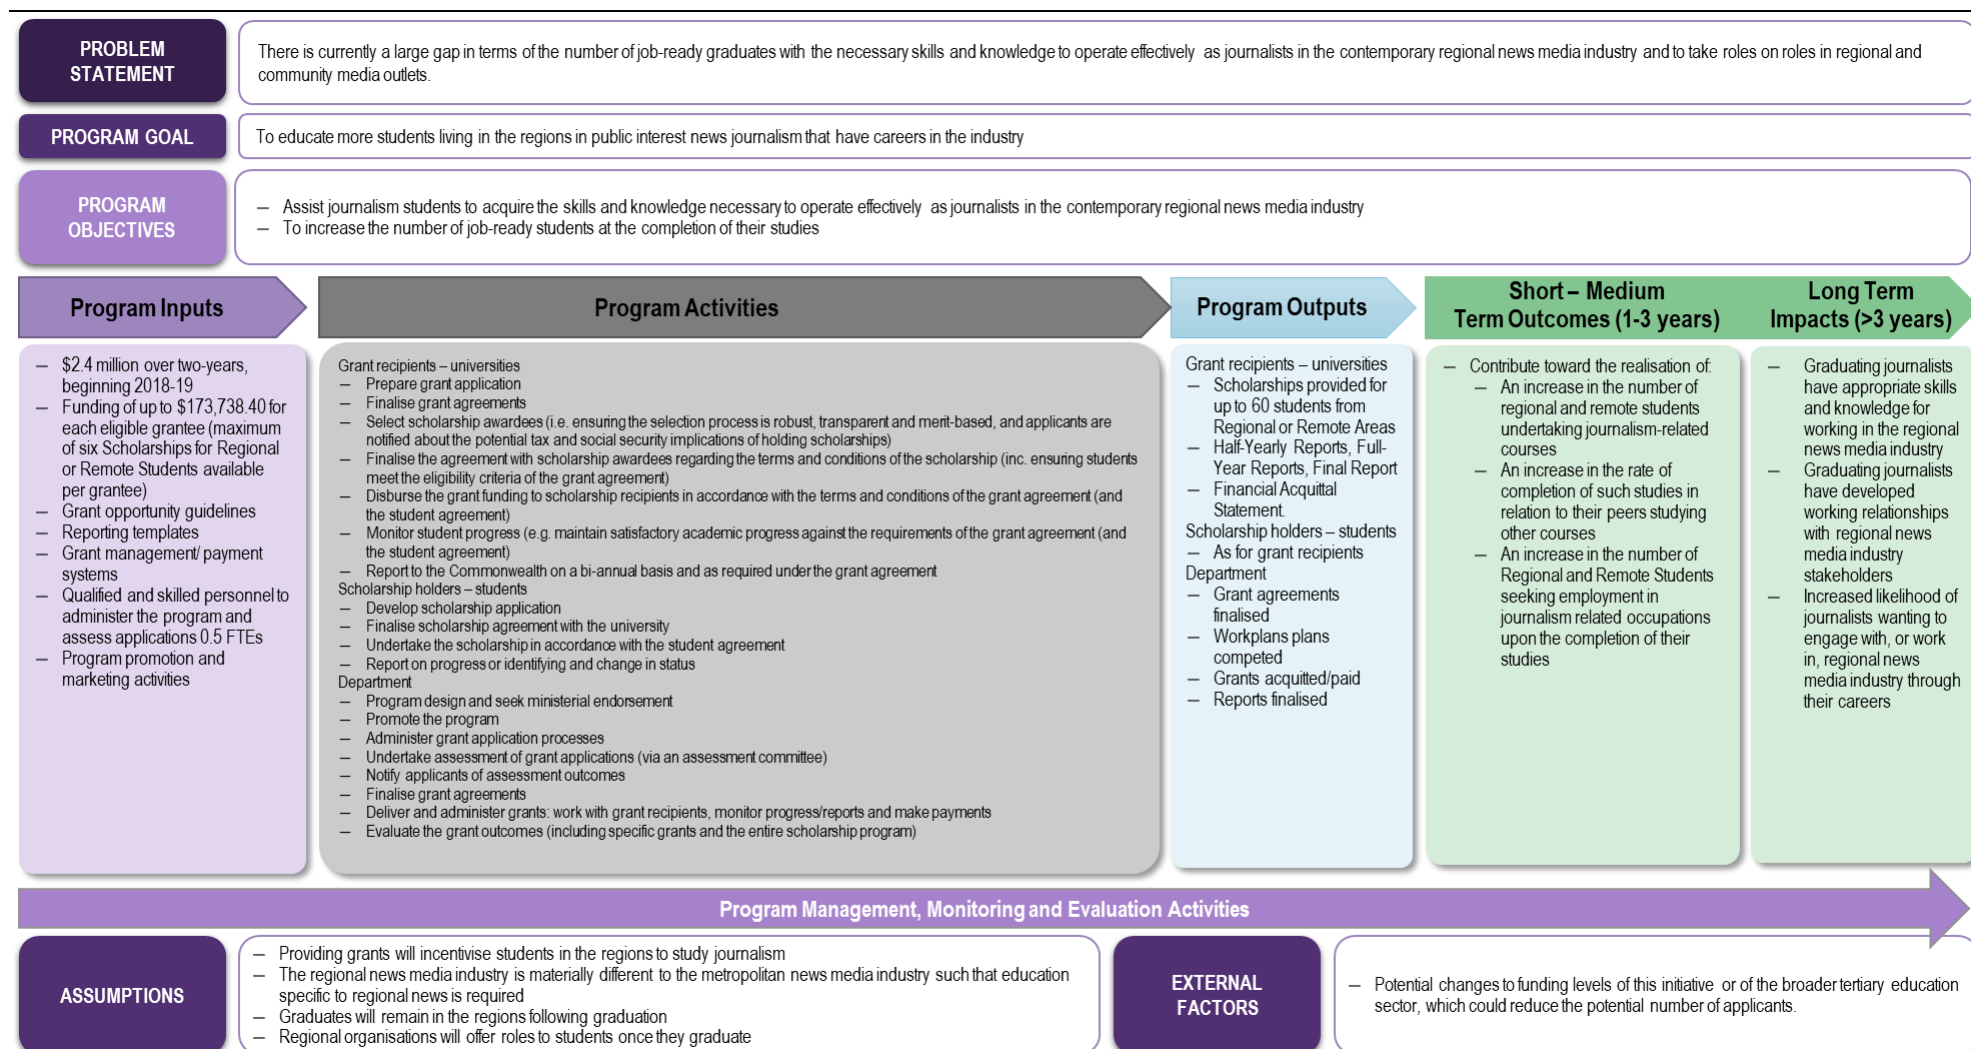 PROBLEM
STATEMENT
There is currently a large gap in terms of the number of job-ready graduates with the necessary skills and knowledge to operate effectively as journalists in the contemporary regional news media industry and to take roles on roles in regional and
community media outlets.
PROGRAM GOAL
To educate more students living in the regions in public interest news journalism that have careers in the industry
PROGRAM
OBJECTIVES
– Assist journalism students to acquire the skills and knowledge necessary to operate effectively as journalists in the contemporary regional news media industry
– To increase the number of job-ready students at the completion of their studies
Program Inputs
– $2.4 million over two-years,
beginning 2018-19
– Funding of up to $173,738.40 for
each eligible grantee (maximum
of six Scholarships for Regional
or Remote Students available
per grantee)
– Grant opportunity guidelines
– Reporting templates
– Grant management/ payment
systems
– Qualified and skilled personnel to
administer the program and
assess applications 0.5 FTEs
– Program promotion and
marketing activities
Program Activities
Grant recipients – universities
– Prepare grant application
– Finalise grant agreements
– Select scholarship awardees (i.e. ensuring the selection process is robust, transparent and merit-based, and applicants are
notified about the potential tax and social security implications of holding scholarships)
– Finalise the agreement with scholarship awardees regarding the terms and conditions of the scholarship (inc. ensuring students
meet the eligibility criteria of the grant agreement)
– Disburse the grant funding to scholarship recipients in accordance with the terms and conditions of the grant agreement (and
the student agreement)
– Monitor student progress (e.g. maintain satisfactory academic progress against the requirements of the grant agreement (and
the student agreement)
– Report to the Commonwealth on a bi-annual basis and as required under the grant agreement
Scholarship holders – students
– Develop scholarship application
– Finalise scholarship agreement with the university
– Undertake the scholarship in accordance with the student agreement
– Report on progress or identifying and change in status
Department
– Program design and seek ministerial endorsement
– Promote the program
– Administer grant application processes
– Undertake assessment of grant applications (via an assessment committee)
– Notify applicants of assessment outcomes
– Finalise grant agreements
– Deliver and administer grants: work with grant recipients, monitor progress/reports and make payments
– Evaluate the grant outcomes (including specific grants and the entire scholarship program)
Program Outputs
Grant recipients – universities
– Scholarships provided for
up to 60 students from
Regional or Remote Areas
– Half-Yearly Reports, Full-
Year Reports, Final Report
– Financial Acquittal
Statement.
Scholarship holders – students
– As for grant recipients
Department
– Grant agreements
finalised
– Workplans plans
competed
– Grants acquitted/paid
– Reports finalised
Short – Medium
Term Outcomes (1-3 years)
– Contribute toward the realisation of:
– An increase in the number of
regional and remote students
undertaking journalism-related
courses
– An increase in the rate of
completion of such studies in
relation to their peers studying
other courses
– An increase in the number of
Regional and Remote Students
seeking employment in
journalism related occupations
upon the completion of their
studies
Long Term
Impacts (>3 years)
– Graduating journalists
have appropriate skills
and knowledge for
working in the regional
news media industry
– Graduating journalists
have developed
working relationships
with regional news
media industry
stakeholders
– Increased likelihood of
journalists wanting to
engage with, or work
in, regional news
media industry through
their careers
Program Management, Monitoring and Evaluation Activities
ASSUMPTIONS
– Providing grants will incentivise students in the regions to study journalism
– The regional news media industry is materially different to the metropolitan news media industry such that education
specific to regional news is required
– Graduates will remain in the regions following graduation
– Regional organisations will offer roles to students once they graduate
EXTERNAL
FACTORS
– Potential changes to funding levels of this initiative or of the broader tertiary education
sector, which could reduce the potential number of applicants.